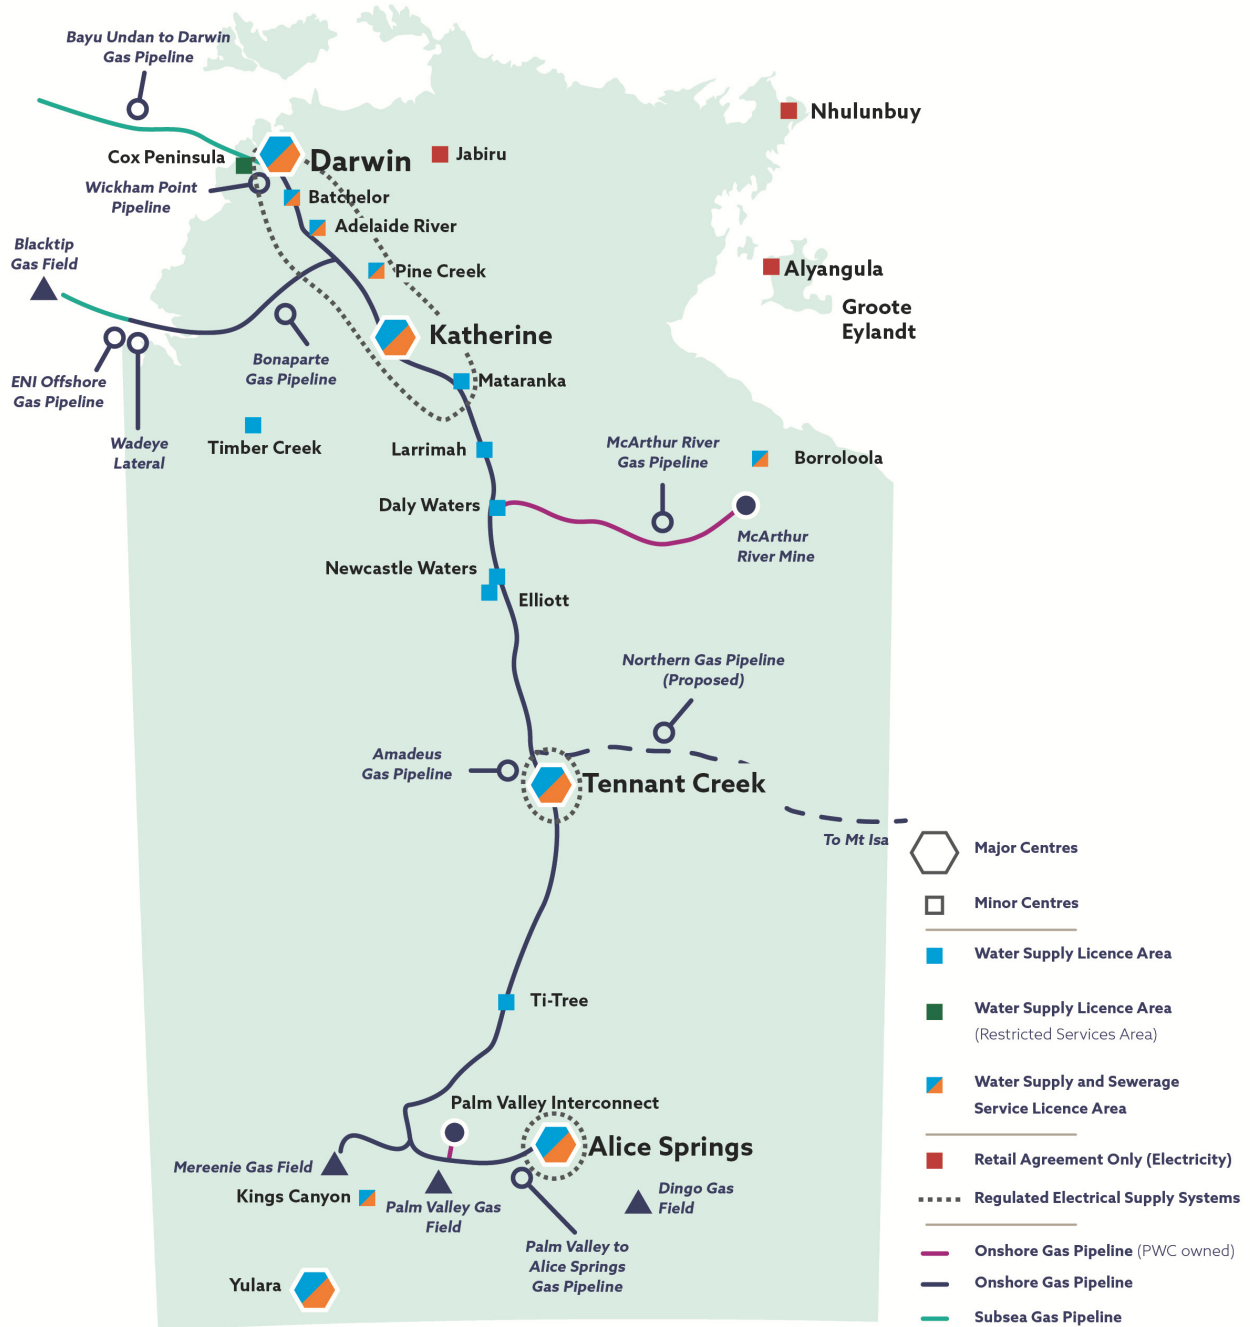 Bayu Undan to Darwin
Gas Pipeline
Nhulunbuy
Cox Peninsula
Darwin
Jabiru
Wickham Point
Pipeline
Batchelor
Adelaide River
Blacktip
Gas Field
Pine Creek
Alyangula
Groote
Eylandt
Katherine
Bonaparte
Gas Pipeline
ENI Offshore
Gas Pipeline
Mataranka
Wadeye
Lateral
Timber Creek
Larrimah
McArthur River
Gas Pipeline
Borroloola
Daly Waters
McArthur
River Mine
Newcastle Waters
Elliott
Northern Gas Pipeline
(Proposed)
Amadeus
Gas Pipeline
Tennant Creek
To Mt Isa
Ti-Tree
Palm Valley Interconnect
Alice Springs
Mereenie Gas Field
Kings Canyon
Palm Valley Gas
Field
Dingo Gas
Field
Palm Valley to
Alice Springs
Gas Pipeline
Yulara
Major Centres
Minor Centres
Water Supply Licence Area
Water Supply Licence Area
(Restricted Services Area)
Water Supply and Sewerage
Service Licence Area
Retail Agreement Only (Electricity)
Regulated Electrical Supply Systems
Onshore Gas Pipeline (PWC owned)
Onshore Gas Pipeline
Subsea Gas Pipeline